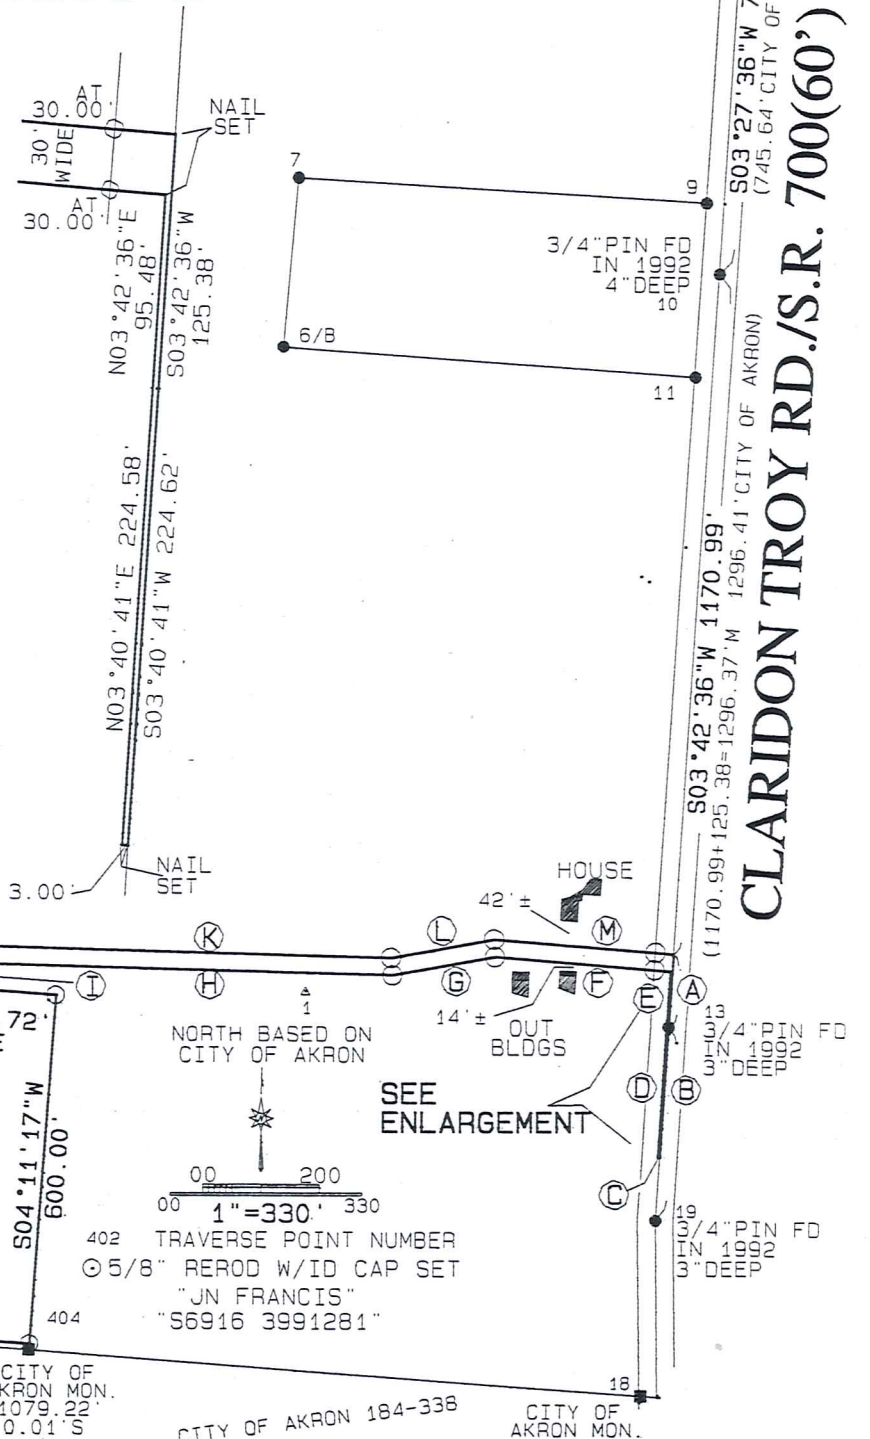 AT
30.00'
30'
WIDE
AT
30.00'
NAIL
SET
N03°42'36"E
95.48'
S03°42'36"W
125.38'
N03°40'41"E 224.58'
S03°40'41"W 224.62'
3.00'
NAIL
SET
7
9
3/4"PIN FD
IN 1992
4"DEEP
10
6/8
11
S03°27'36"W 7
(745.64'CITY OF
CLARIDON TROY RD./S.R. 700(60')
S03°42'36"W 1170.99'
(1170.99+125.38=1296.37'M 1296.41'CITY OF AKRON)
HOUSE
42'±
K
L
M
I
H
G
F
E
A
14'±
OUT
BLDGS
1
13
3/4"PIN FD
IN 1992
3"DEEP
NORTH BASED ON
CITY OF AKRON
72'
S04°11'17"W
600.00'
SEE
ENLARGEMENT
D
B
C
00 200
00 330
1"=330'
402 TRAVERSE POINT NUMBER
5/8" REROD W/ID CAP SET
"JN FRANCIS"
"S6916 3991281"
19
3/4"PIN FD
IN 1992
3"DEEP
404
CITY OF
KRON MON.
1079.22'
0.01'S
CITY OF AKRON 184-338
18
CITY OF
AKRON MON.